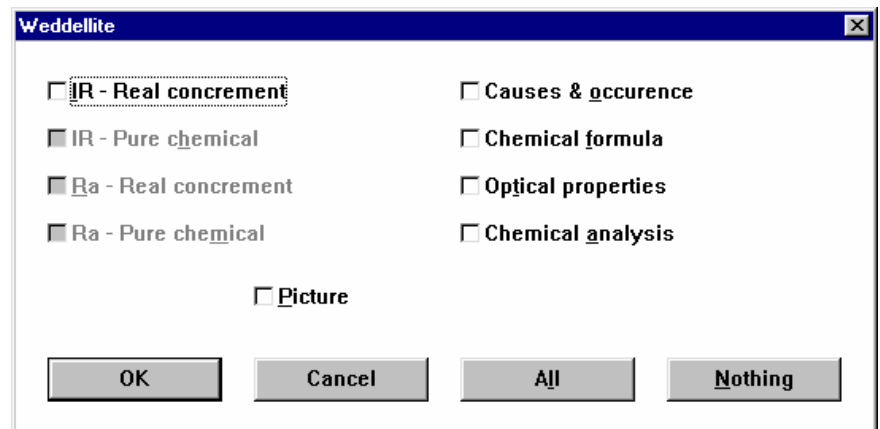 Weddellite
IR - Real concrement
IR - Pure chemical
Ra - Real concrement
Ra - Pure chemical
Causes & occurence
Chemical formula
Optical properties
Chemical analysis
Picture
OK Cancel All Nothing